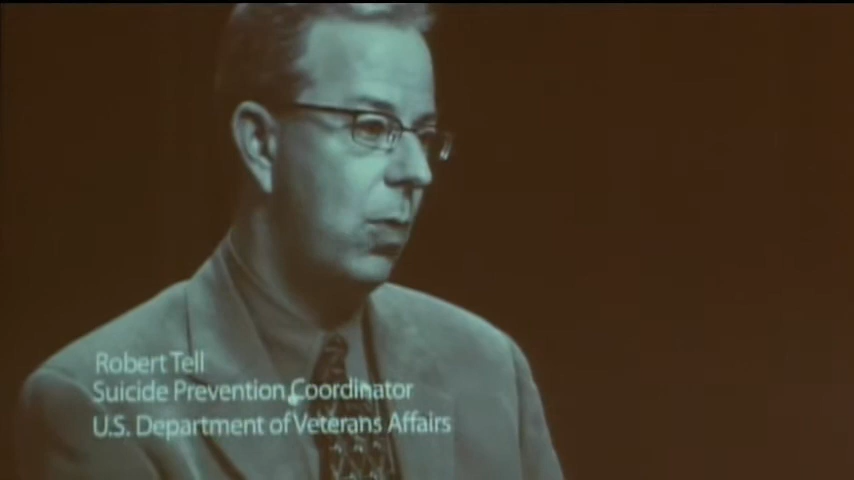 Robert Tell
Suicide Prevention Coordinator
U.S. Department of Veterans Affairs